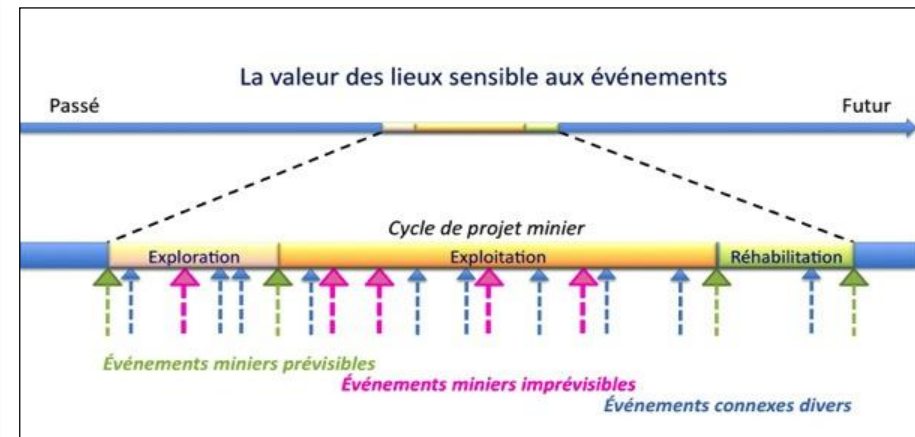 La valeur des lieux sensible aux événements
Passé
Futur
Cycle de projet minier
Exploration
Exploitation
Réhabilitation
Événements miniers prévisibles
Événements miniers imprévisibles
Événements connexes divers